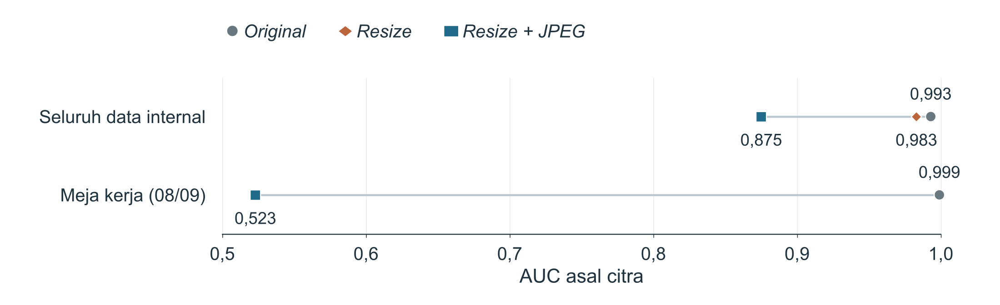 Original Resize Resize + JPEG
0,993
Seluruh data internal
0,875 0,983
0,999
Meja kerja (08/09)
0,523
0,5 0,6 0,7 0,8 0,9 1,0
AUC asal citra